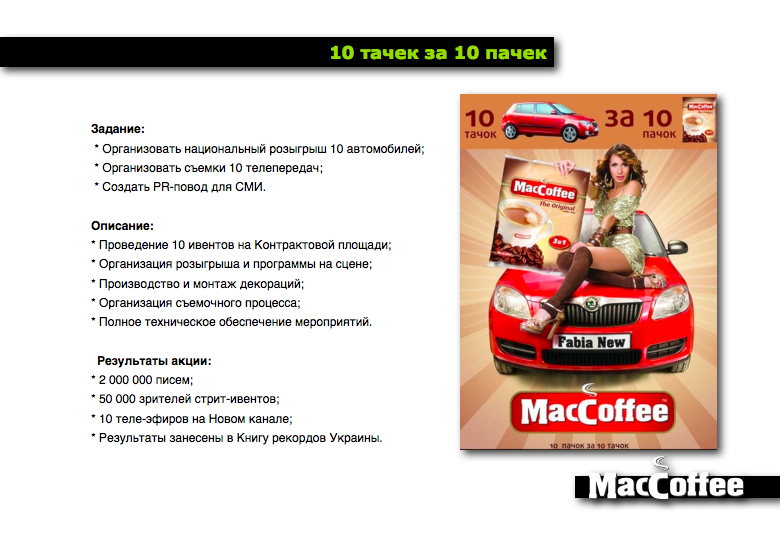 10 тачек за 10 пачек
Задание:
* Организовать национальный розыгрыш 10 автомобилей;
* Организовать съемки 10 телепередач;
* Создать PR-повод для СМИ.
Описание:
* Проведение 10 ивентов на Контрактовой площади;
* Организация розыгрыша и программы на сцене;
* Производство и монтаж декораций;
* Организация съемочного процесса;
* Полное техническое обеспечение мероприятий.
Результаты акции:
* 2 000 000 писем;
* 50 000 зрителей стрит-ивентов;
* 10 теле-эфиров на Новом канале;
* Результаты занесены в Книгу рекордов Украины.
10 тачок за 10 пачок
MacCoffee
MacCoffee
The Original
3в1
Fabia New
MacCoffee™
10 пачок за 10 тачок
MacCoffee